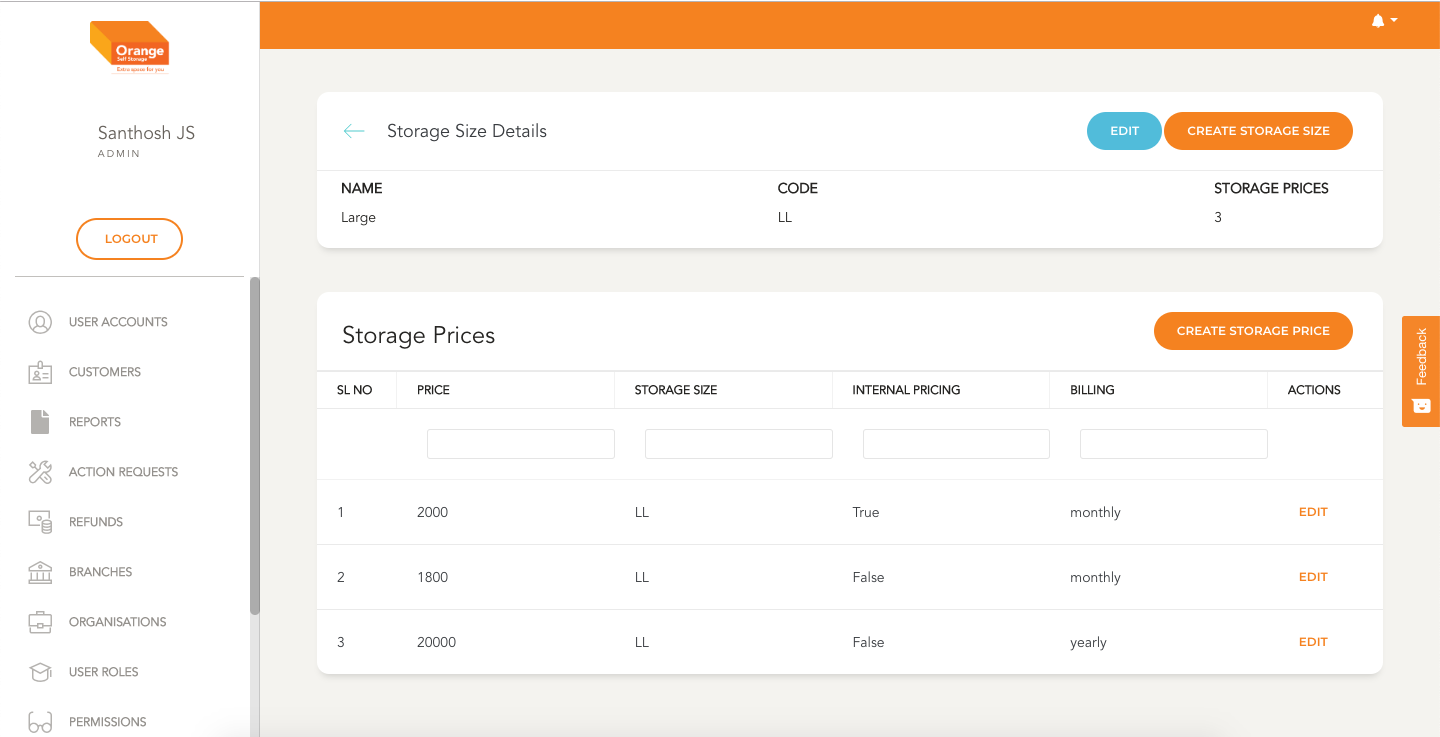 Orange
Self Storage
Extra space for you
Santhosh JS
ADMIN
LOGOUT
USER ACCOUNTS
CUSTOMERS
REPORTS
ACTION REQUESTS
REFUNDS
BRANCHES
ORGANISATIONS
USER ROLES
PERMISSIONS
Storage Size Details
EDIT
CREATE STORAGE SIZE
NAME CODE STORAGE PRICES
Large LL 3
Storage Prices
CREATE STORAGE PRICE
SL NO PRICE STORAGE SIZE INTERNAL PRICING BILLING ACTIONS
1 2000 LL True monthly EDIT
2 1800 LL False monthly EDIT
3 20000 LL False yearly EDIT
Feedback